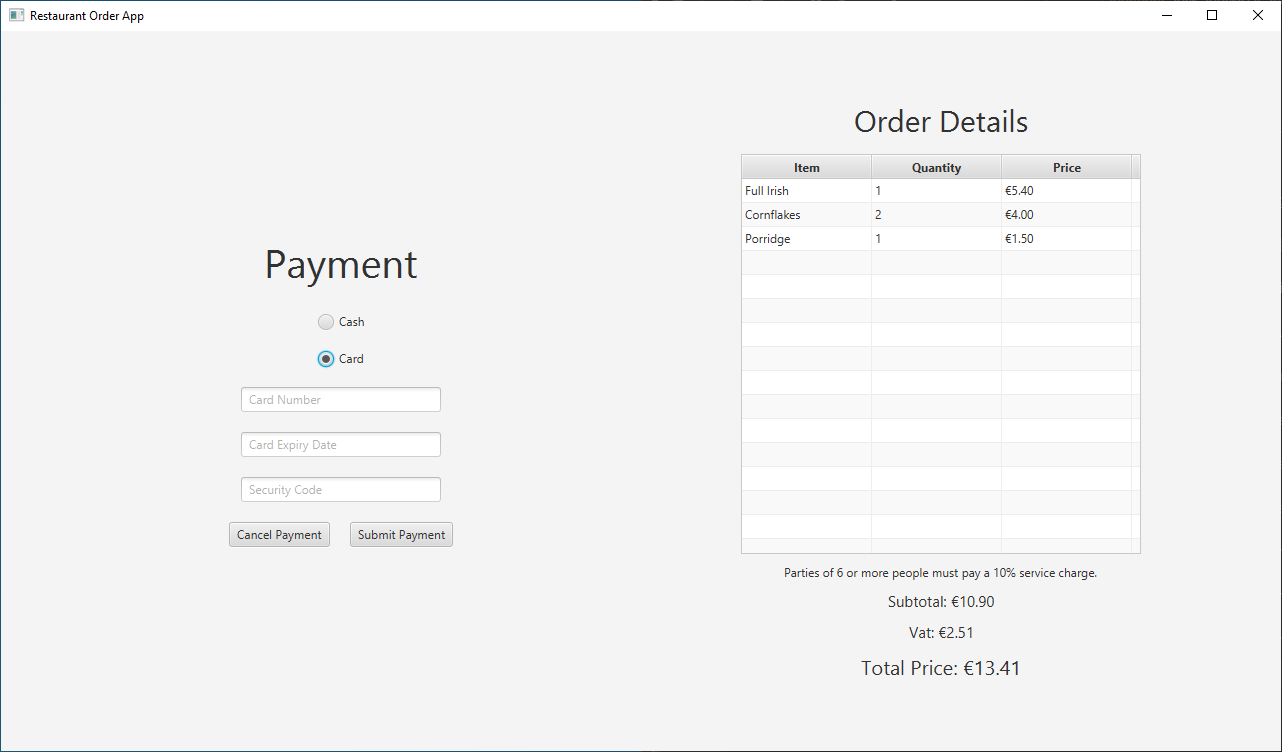 Restaurant Order App
Payment
Cash
Card
Card Number
Card Expiry Date
Security Code
Cancel Payment Submit Payment
Order Details
Item Quantity Price
Full Irish 1 €5.40
Cornflakes 2 €4.00
Porridge 1 €1.50
Parties of 6 or more people must pay a 10% service charge.
Subtotal: €10.90
Vat: €2.51
Total Price: €13.41